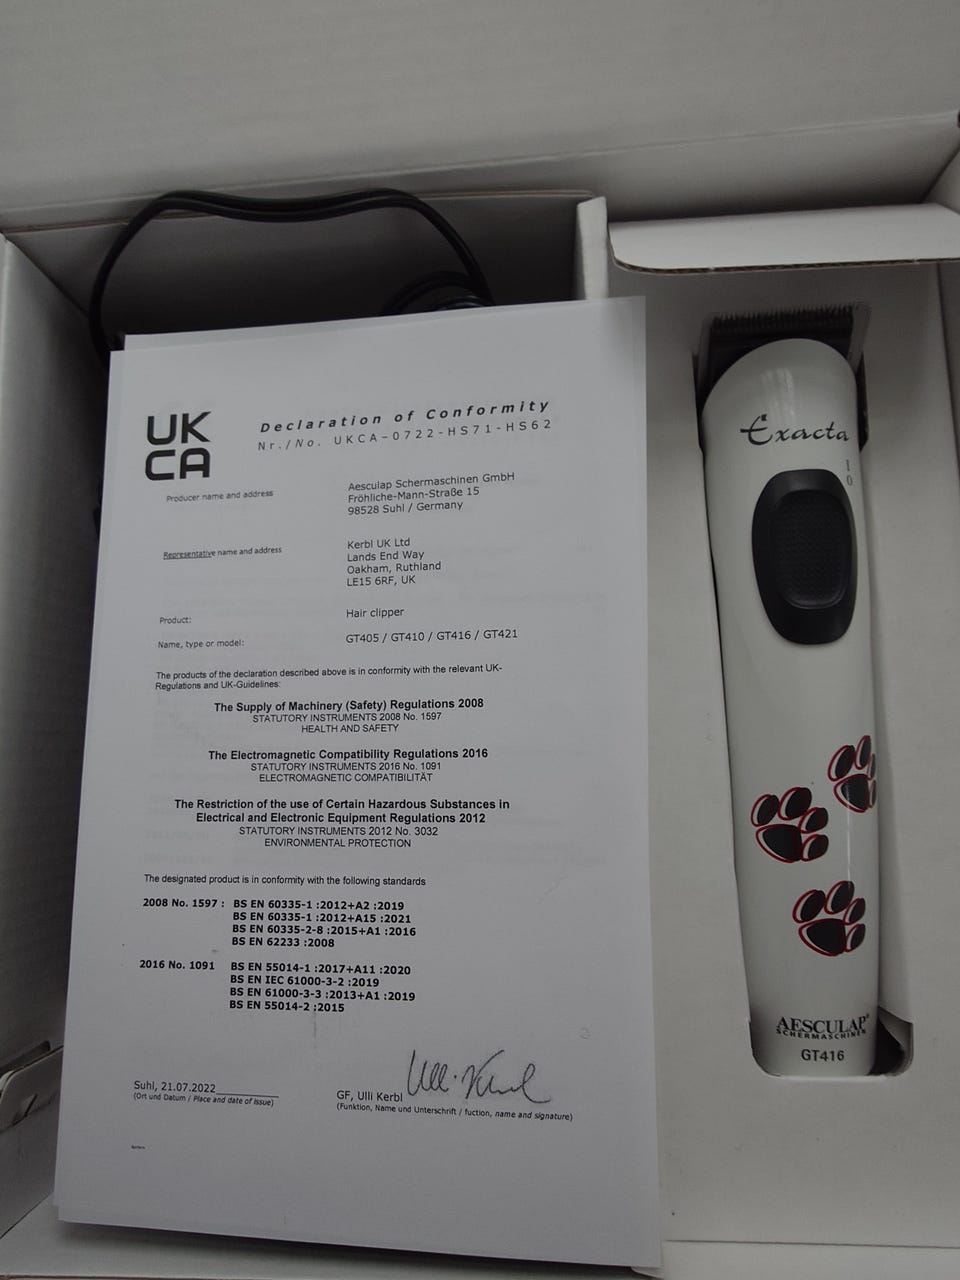 UK
CA
Declaration of Conformity
Nr./No. UKCA-0722-HS71-HS62
Producer name and address
Aesculap Schermaschinen GmbH
Fröhliche-Mann-Straße 15
98528 Suhl / Germany
Representative name and address
Kerbl UK Ltd
Lands End Way
Oakham, Ruthland
LE15 6RF, UK
Product:
Hair clipper
Name, type or model:
GT405 / GT410 / GT416 / GT421
The products of the declaration described above is in conformity with the relevant UK-
Regulations and UK-Guidelines:
The Supply of Machinery (Safety) Regulations 2008
STATUTORY INSTRUMENTS 2008 No. 1597
HEALTH AND SAFETY
The Electromagnetic Compatibility Regulations 2016
STATUTORY INSTRUMENTS 2016 No. 1091
ELECTROMAGNETIC COMPATIBILITÄT
The Restriction of the use of Certain Hazardous Substances in
Electrical and Electronic Equipment Regulations 2012
STATUTORY INSTRUMENTS 2012 No. 3032
ENVIRONMENTAL PROTECTION
The designated product is in conformity with the following standards
2008 No. 1597 : BS EN 60335-1 :2012+A2 :2019
BS EN 60335-1 :2012+A15 :2021
BS EN 60335-2-8 :2015+A1 :2016
BS EN 62233 :2008
2016 No. 1091 BS EN 55014-1 :2017+A11 :2020
BS EN IEC 61000-3-2 :2019
BS EN 61000-3-3 :2013+A1 :2019
BS EN 55014-2 :2015
Suhl, 21.07.2022
(Ort und Datum / Place and date of issue)
GF, Ulli Kerbl Ulli Kerbl
(Funktion, Name und Unterschrift / fuction, name and signature)
Exacta
1
0
AESCULAP®
SCHERMASCHINEN
GT416